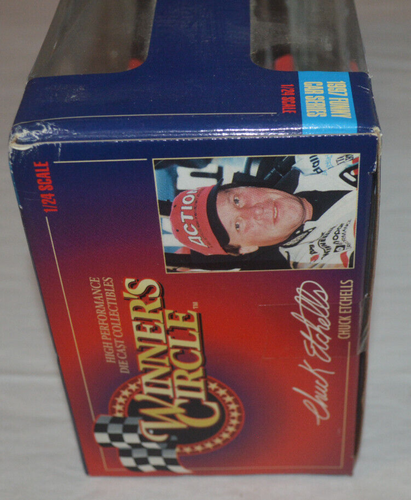 1997 FUNNY
CAR SERIES
1/24 SCALE
1/24 SCALE
ACTION
HIGH PERFORMANCE
DIE CAST COLLECTIBLES
WINNER'S
CIRCLE™
Chuck Etchells
CHUCK ETCHELLS